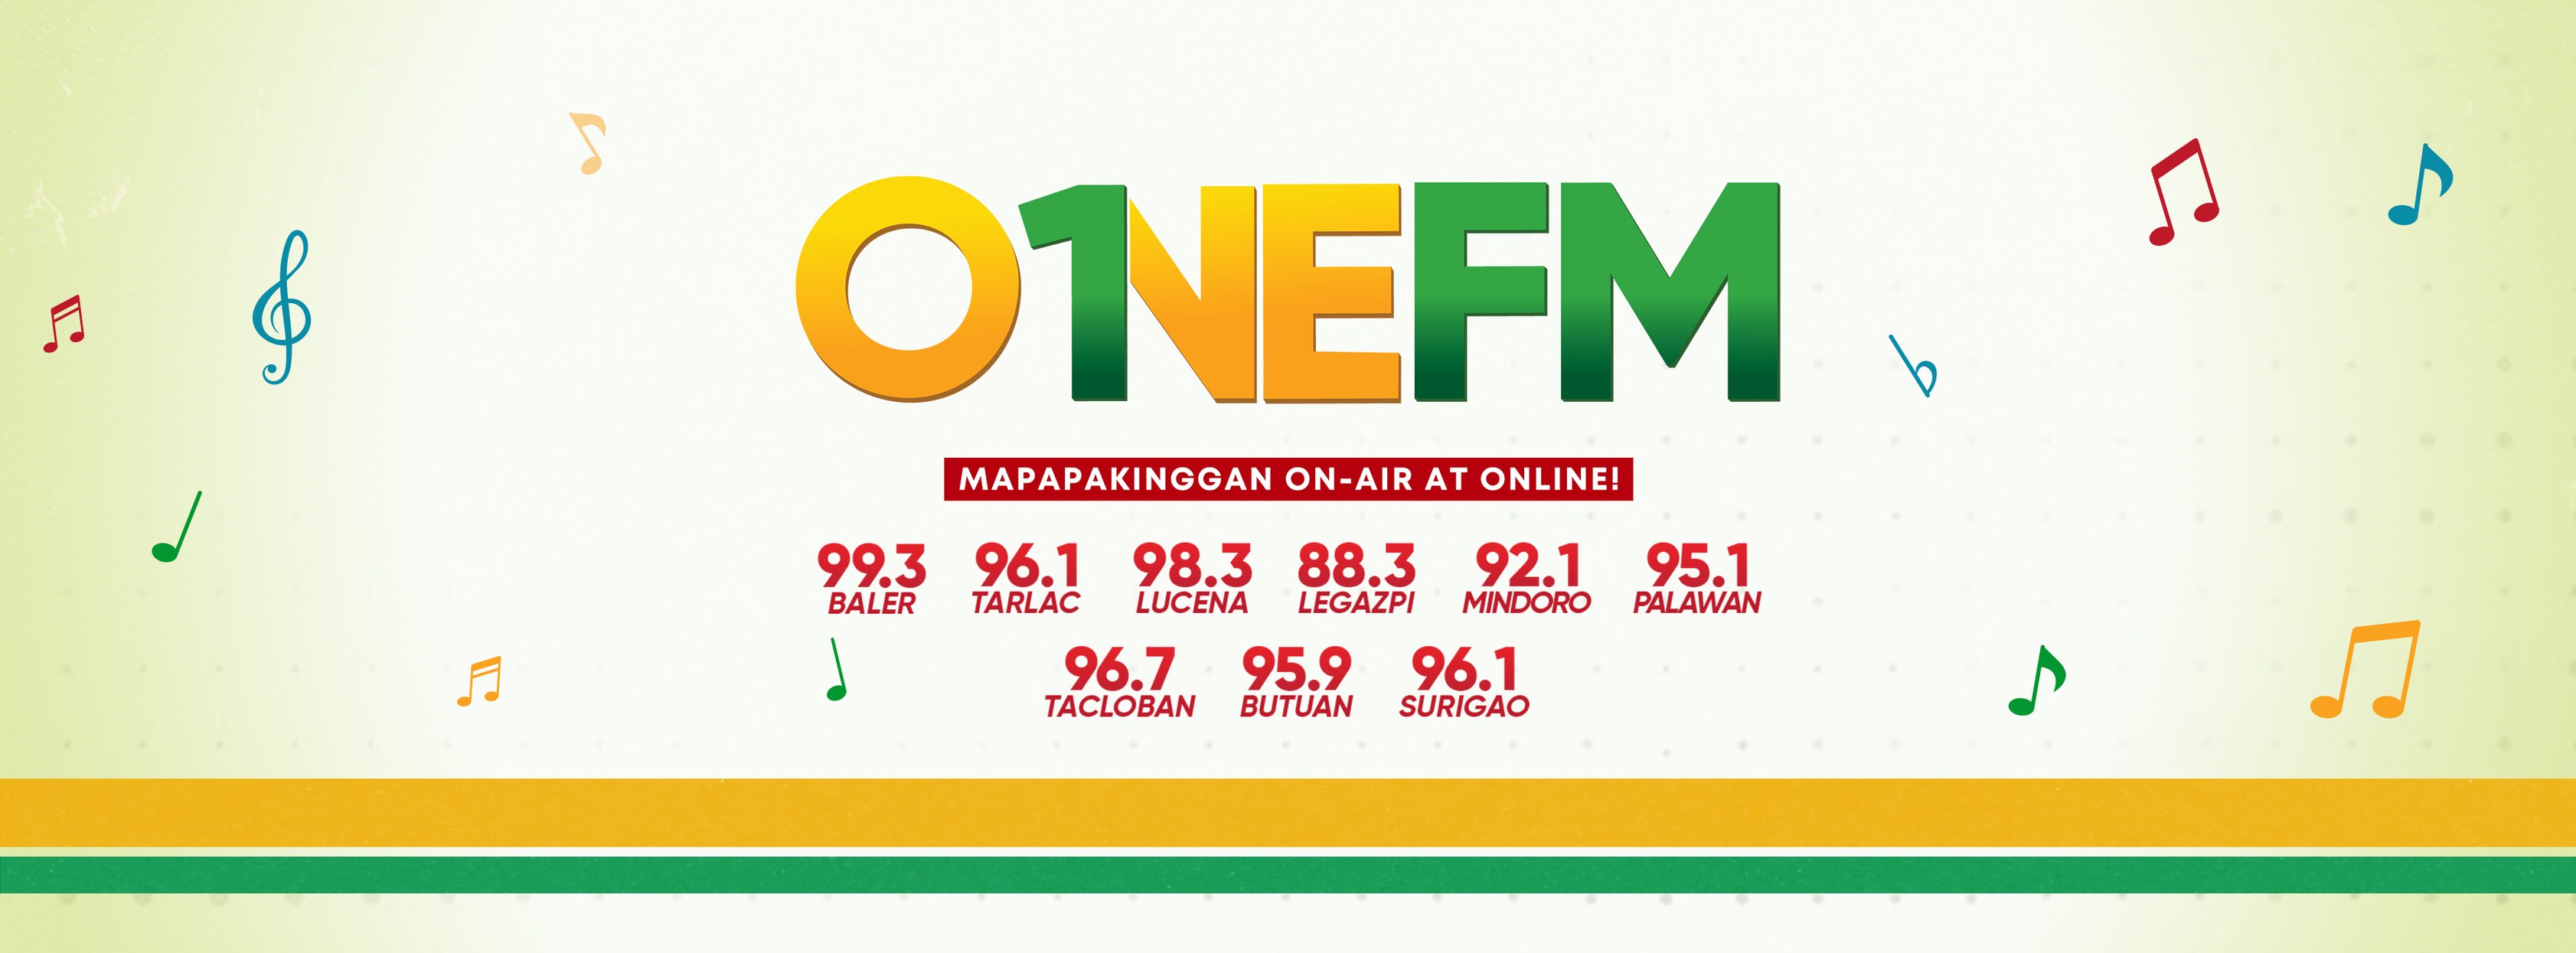 O1NEFM
MAPAPAKINGGAN ON-AIR AT ONLINE!
99.3 96.1 98.3 88.3 92.1 95.1
BALER TARLAC LUCENA LEGAZPI MINDORO PALAWAN
96.7 95.9 96.1
TACLOBAN BUTUAN SURIGAO